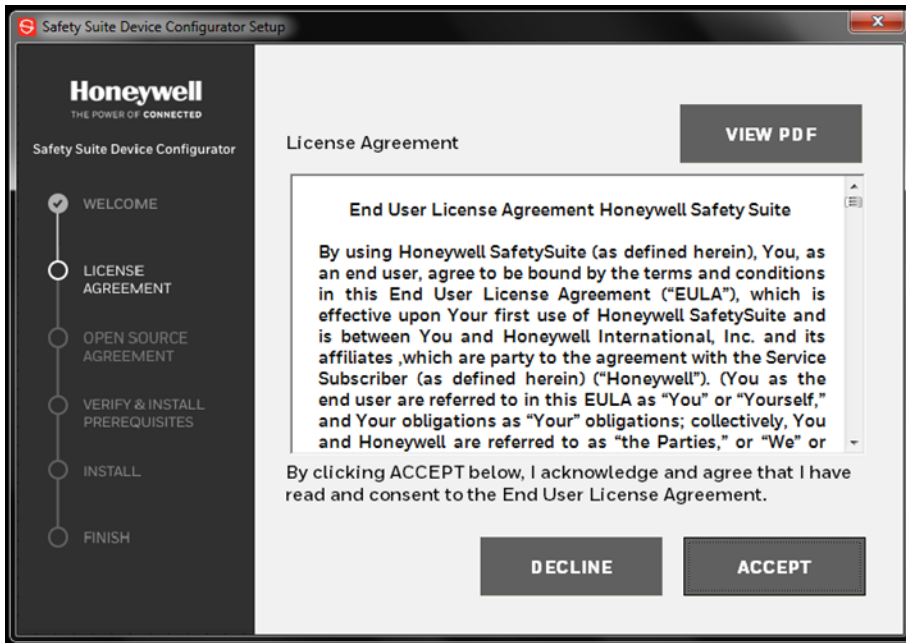 Safety Suite Device Configurator Setup
Honeywell
THE POWER OF CONNECTED
Safety Suite Device Configurator
WELCOME
LICENSE
AGREEMENT
OPEN SOURCE
AGREEMENT
VERIFY & INSTALL
PREREQUISITES
INSTALL
FINISH
License Agreement
VIEW PDF
End User License Agreement Honeywell Safety Suite
By using Honeywell SafetySuite (as defined herein), You, as
an end user, agree to be bound by the terms and conditions
in this End User License Agreement (“EULA”), which is
effective upon Your first use of Honeywell SafetySuite and
is between You and Honeywell International, Inc. and its
affiliates ,which are party to the agreement with the Service
Subscriber (as defined herein) (“Honeywell”). (You as the
end user are referred to in this EULA as “You” or “Yourself,”
and Your obligations as “Your” obligations; collectively, You
and Honeywell are referred to as “the Parties,” or “We” or
By clicking ACCEPT below, I acknowledge and agree that I have
read and consent to the End User License Agreement.
DECLINE
ACCEPT